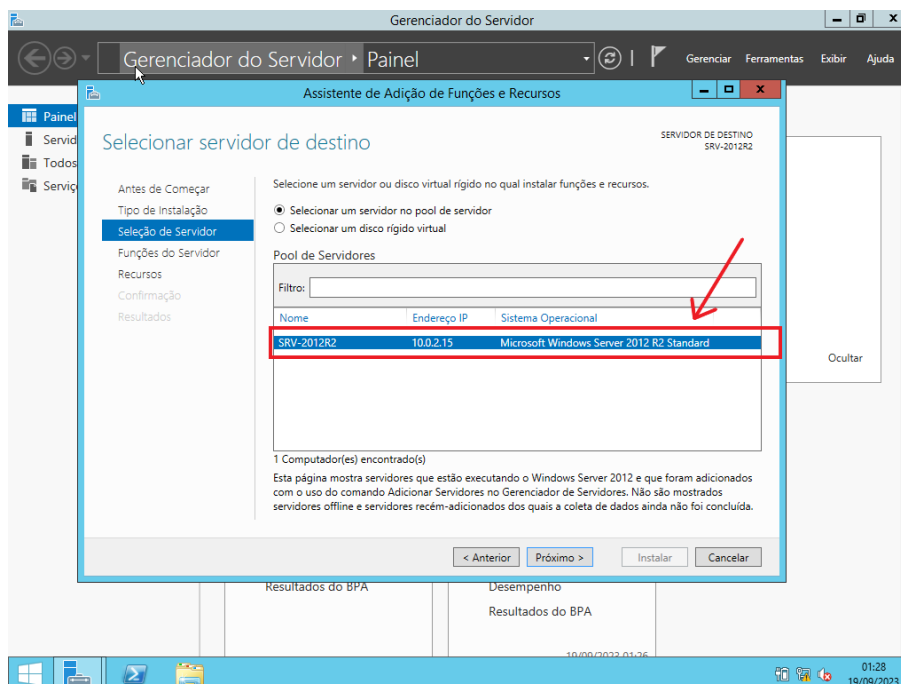 Gerenciador do Servidor
Gerenciador do Servidor Painel
Gerenciar Ferramentas Exibir Ajuda
Assistente de Adição de Funções e Recursos
Painel
Servid
Todos
Serviç
Selecionar servidor de destino
SERVIDOR DE DESTINO
SRV-2012R2
Antes de Começar
Tipo de Instalação
Seleção de Servidor
Funções do Servidor
Recursos
Confirmação
Resultados
Selecione um servidor ou disco virtual rígido no qual instalar funções e recursos.
Selecionar um servidor no pool de servidor
Selecionar um disco rígido virtual
Pool de Servidores
Filtro:
Nome Endereço IP Sistema Operacional
SRV-2012R2 10.0.2.15 Microsoft Windows Server 2012 R2 Standard
1 Computador(es) encontrado(s)
Esta página mostra servidores que estão executando o Windows Server 2012 e que foram adicionados
com o uso do comando Adicionar Servidores no Gerenciador de Servidores. Não são mostrados
servidores offline e servidores recém-adicionados dos quais a coleta de dados ainda não foi concluída.
< Anterior Próximo > Instalar Cancelar
Ocultar
Resultados do BPA
Desempenho
Resultados do BPA
19/09/2023 01:26
01:28
19/09/2023